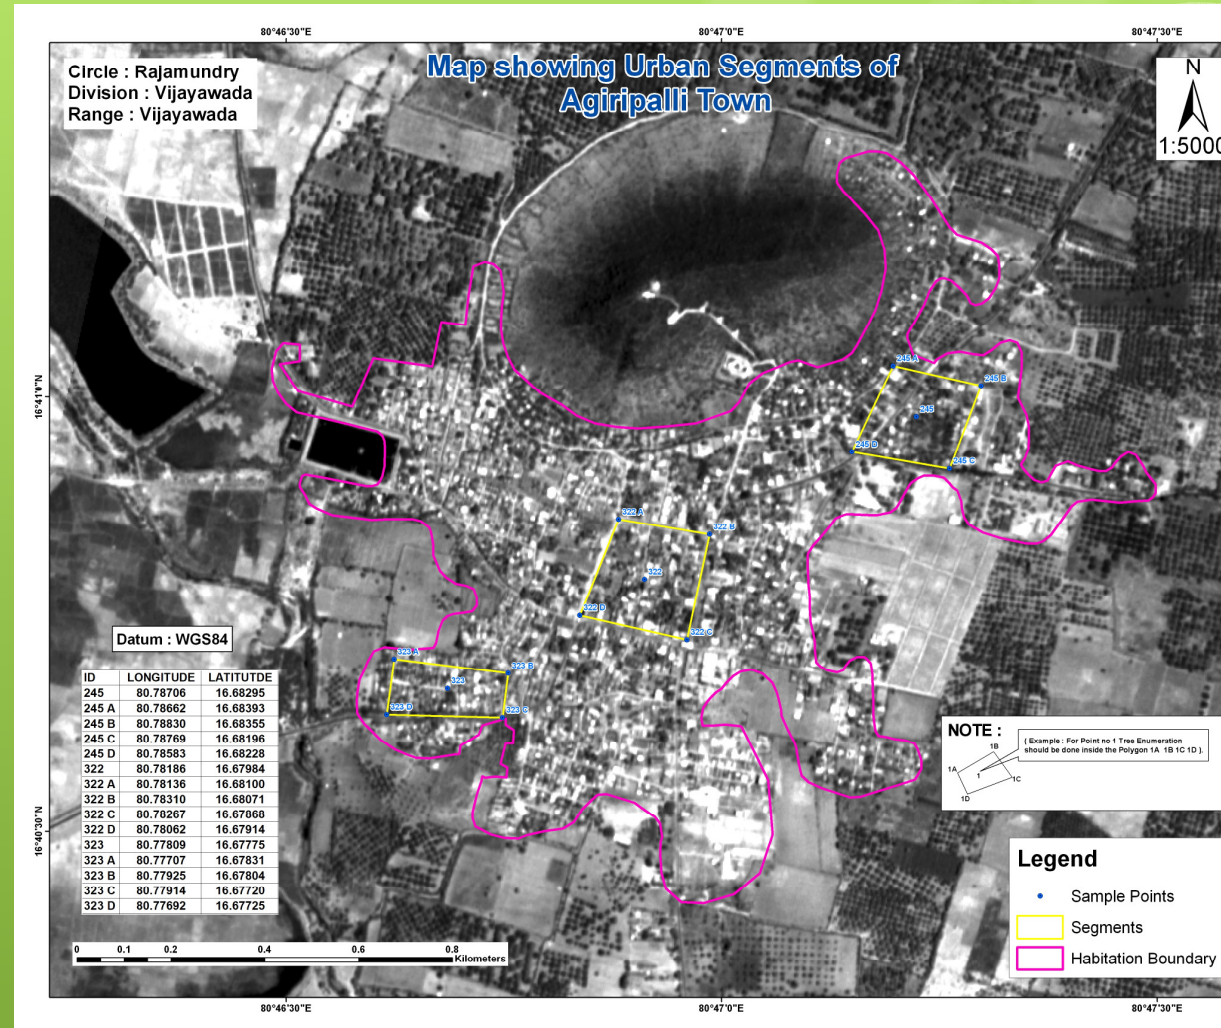 80°46'30"E 80°47'0"E 80°47'30"E
Map showing Urban Segments of
Agiripalli Town
Circle : Rajamundry
Division : Vijayawada
Range : Vijayawada
N
1:5000
16°41'0"N
245 A
245 B
245
245 D
245 C
322 A
322 B
322
322 D
322 C
323 A
323 B
323
323 D
323 C
Datum : WGS84
ID LONGITUDE LATITUTDE
245 80.78706 16.68295
245 A 80.78662 16.68393
245 B 80.78830 16.68355
245 C 80.78769 16.68196
245 D 80.78583 16.68228
322 80.78186 16.67984
322 A 80.78136 16.68100
322 B 80.78310 16.68071
322 C 80.78267 16.67868
322 D 80.78062 16.67914
323 80.77809 16.67775
323 A 80.77707 16.67831
323 B 80.77925 16.67804
323 C 80.77914 16.67720
323 D 80.77692 16.67725
16°40'30"N
NOTE :
( Example : For Point no 1 Tree Enumeration
should be done inside the Polygon 1A 1B 1C 1D ).
1B
1A
1
1C
1D
Legend
Sample Points
Segments
Habitation Boundary
0 0.1 0.2 0.4 0.6 0.8
Kilometers
80°46'30"E 80°47'0"E 80°47'30"E